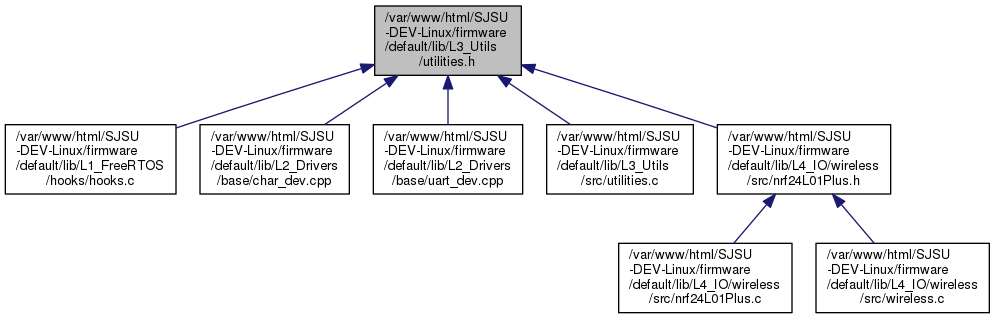 /var/www/html/SJSU
-DEV-Linux/firmware
/default/lib/L3_Utils
/utilities.h
/var/www/html/SJSU
-DEV-Linux/firmware
/default/lib/L1_FreeRTOS
/hooks/hooks.c
/var/www/html/SJSU
-DEV-Linux/firmware
/default/lib/L2_Drivers
/base/char_dev.cpp
/var/www/html/SJSU
-DEV-Linux/firmware
/default/lib/L2_Drivers
/base/uart_dev.cpp
/var/www/html/SJSU
-DEV-Linux/firmware
/default/lib/L3_Utils
/src/utilities.c
/var/www/html/SJSU
-DEV-Linux/firmware
/default/lib/L4_IO/wireless
/src/nrf24L01Plus.h
/var/www/html/SJSU
-DEV-Linux/firmware
/default/lib/L4_IO/wireless
/src/nrf24L01Plus.c
/var/www/html/SJSU
-DEV-Linux/firmware
/default/lib/L4_IO/wireless
/src/wireless.c